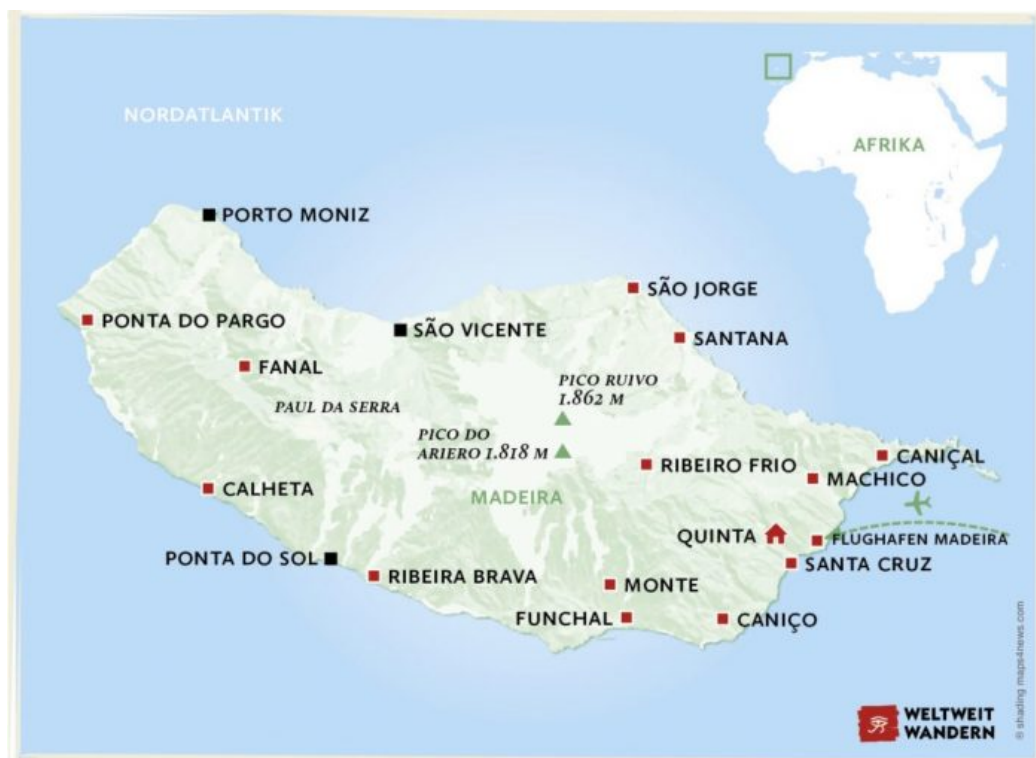 NORDATLANTIK
AFRIKA
PORTO MONIZ
SÃO JORGE
PONTA DO PARGO
SÃO VICENTE
SANTANA
FANAL
PICO RUIVO
1.862 M
PAUL DA SERRA
PICO DO
ARIERO 1.818 M
CANIÇAL
RIBEIRO FRIO
MACHICO
CALHETA
MADEIRA
QUINTA
FLUGHAFEN MADEIRA
PONTA DO SOL
SANTA CRUZ
RIBEIRA BRAVA
MONTE
FUNCHAL
CANIÇO
© shading maps4news.com
WELTWEIT
WANDERN